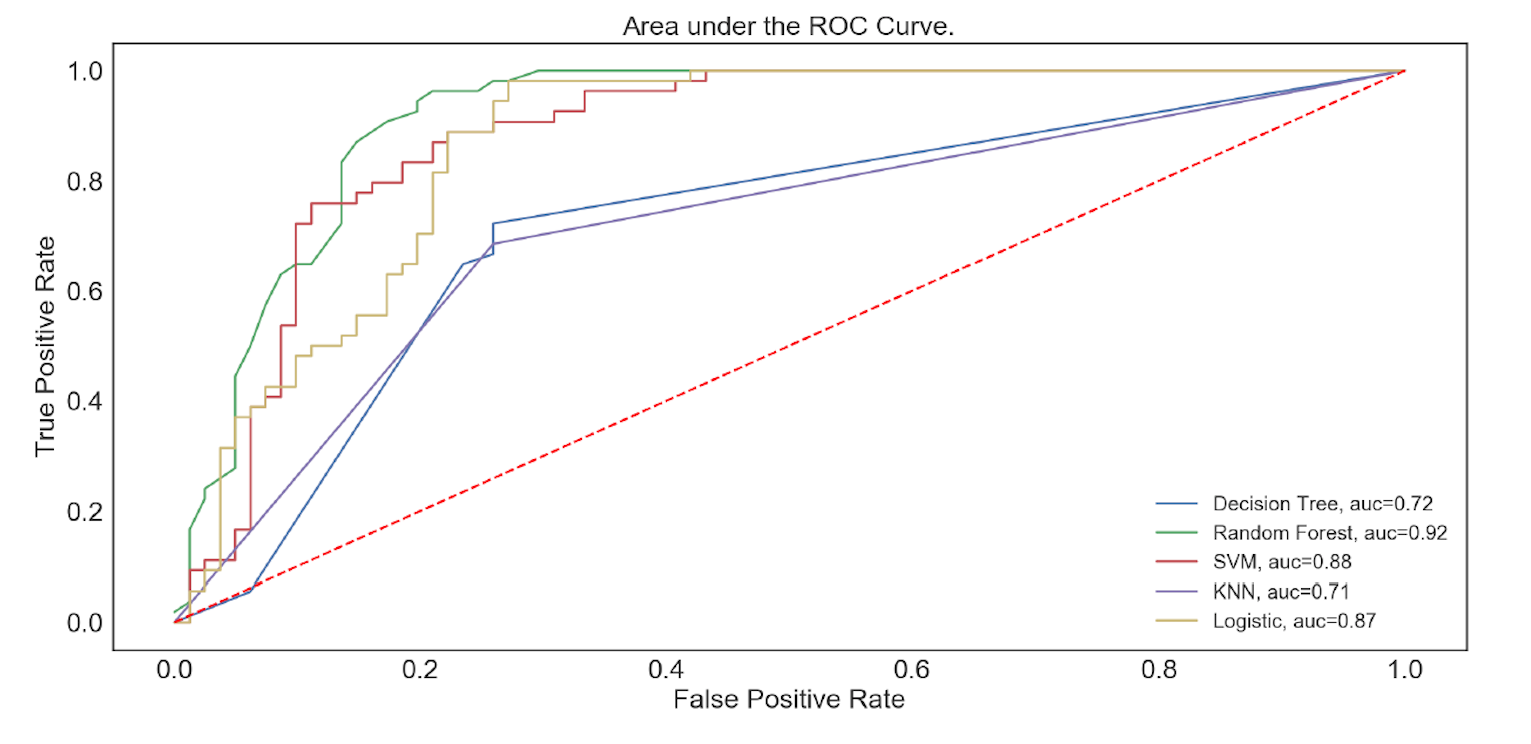 Area under the ROC Curve.
True Positive Rate
1.0
0.8
0.6
0.4
0.2
0.0
Decision Tree, auc=0.72
Random Forest, auc=0.92
SVM, auc=0.88
KNN, auc=0.71
Logistic, auc=0.87
0.0 0.2 0.4 0.6 0.8 1.0
False Positive Rate